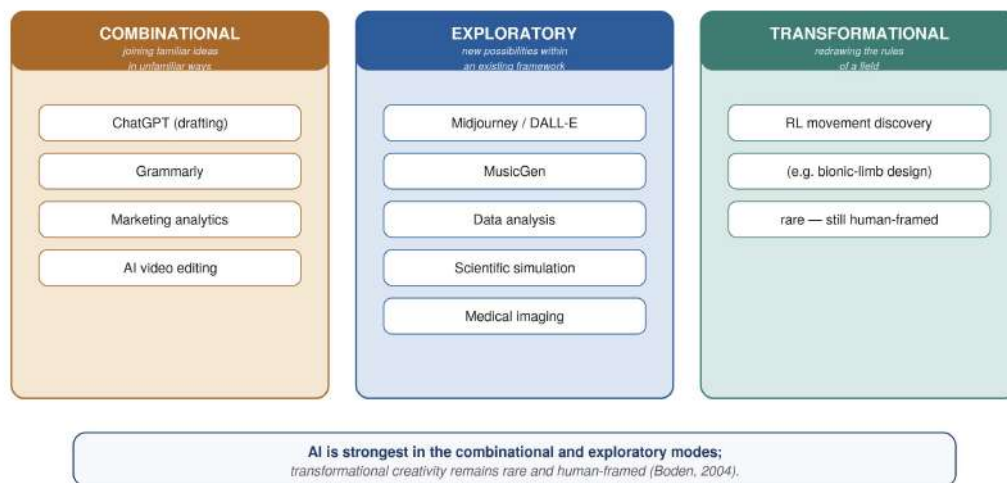 COMBINATIONAL
joining familiar ideas
in unfamiliar ways
ChatGPT (drafting)
Grammarly
Marketing analytics
AI video editing
EXPLORATORY
new possibilities within
an existing framework
Midjourney / DALL-E
MusicGen
Data analysis
Scientific simulation
Medical imaging
TRANSFORMATIONAL
redrawing the rules
of a field
RL movement discovery
(e.g. bionic-limb design)
rare — still human-framed
AI is strongest in the combinational and exploratory modes;
transformational creativity remains rare and human-framed (Boden, 2004).